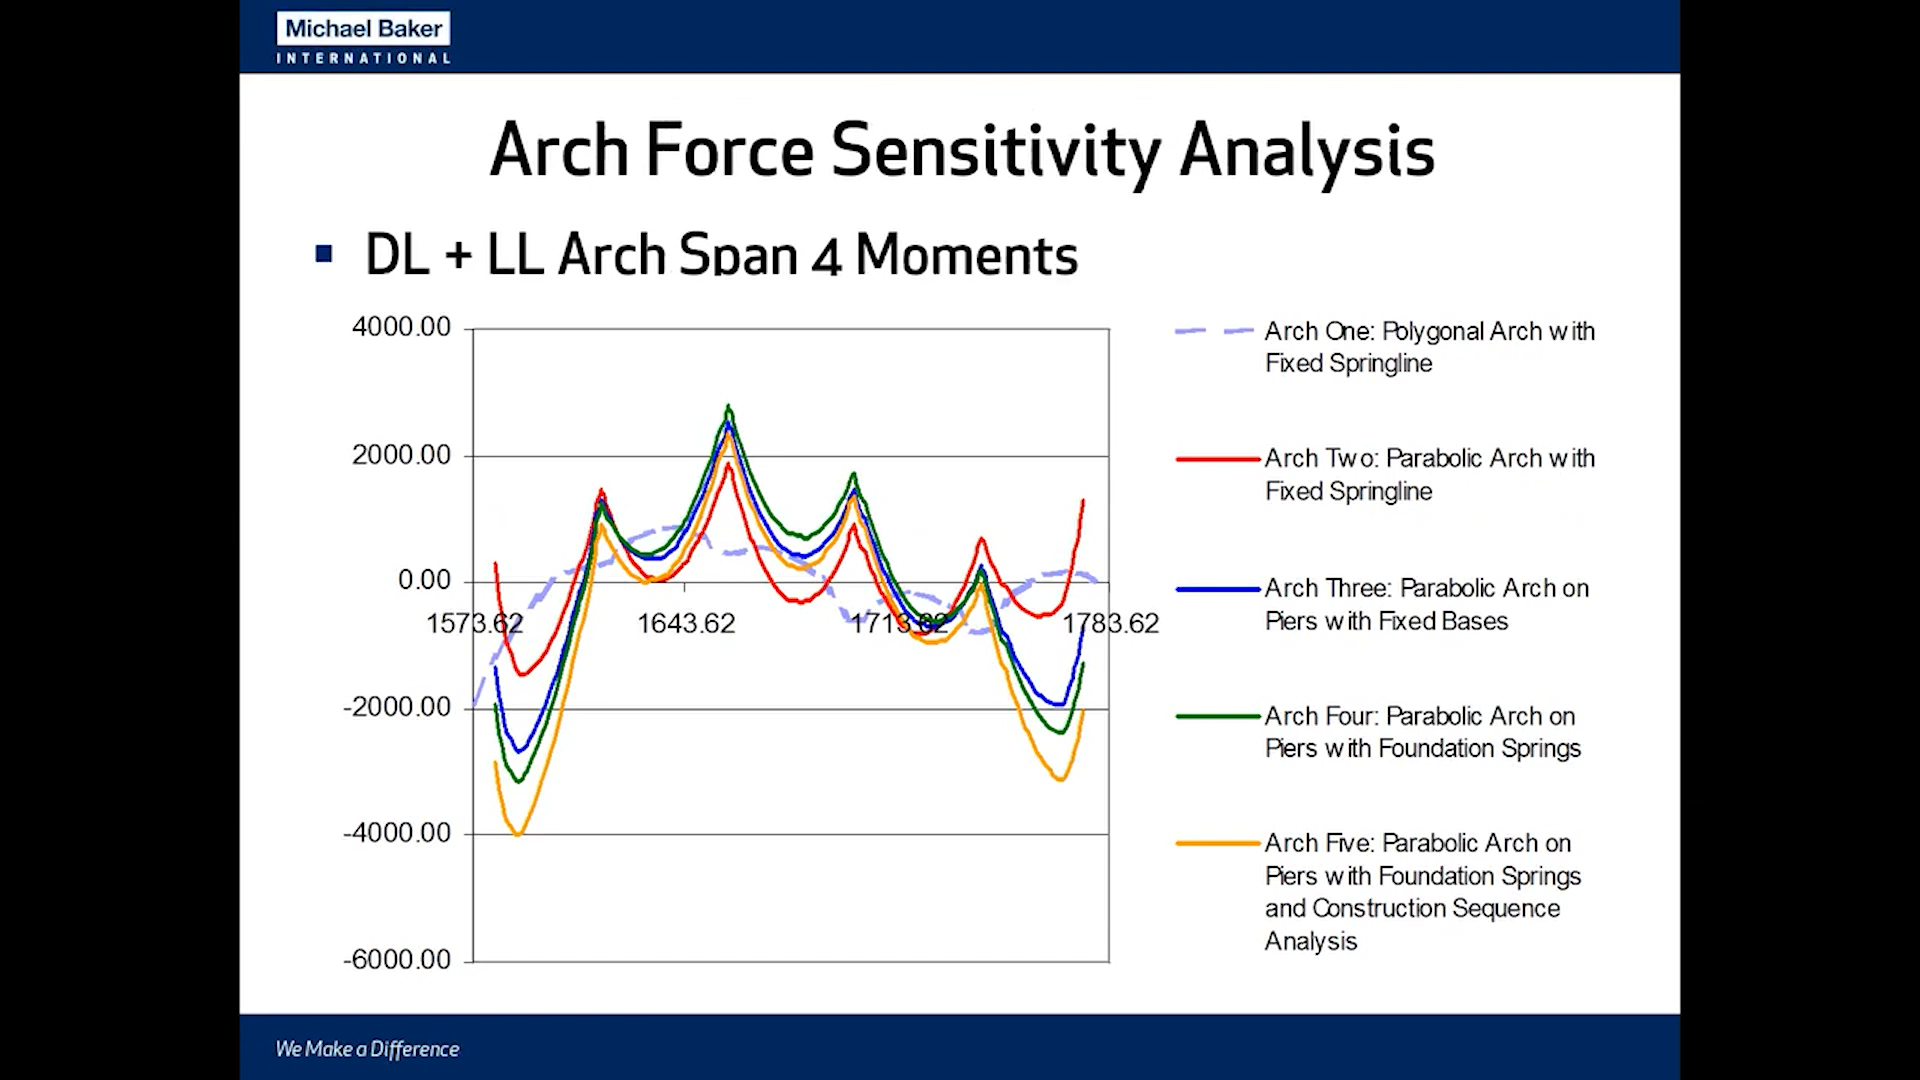 Michael Baker
INTERNATIONAL
Arch Force Sensitivity Analysis
DL + LL Arch Span 4 Moments
4000.00
2000.00
0.00
-2000.00
-4000.00
-6000.00
1573.62
1643.62
1713.62
1783.62
Arch One: Polygonal Arch with
Fixed Springline
Arch Two: Parabolic Arch with
Fixed Springline
Arch Three: Parabolic Arch on
Piers with Fixed Bases
Arch Four: Parabolic Arch on
Piers with Foundation Springs
Arch Five: Parabolic Arch on
Piers with Foundation Springs
and Construction Sequence
Analysis
We Make a Difference